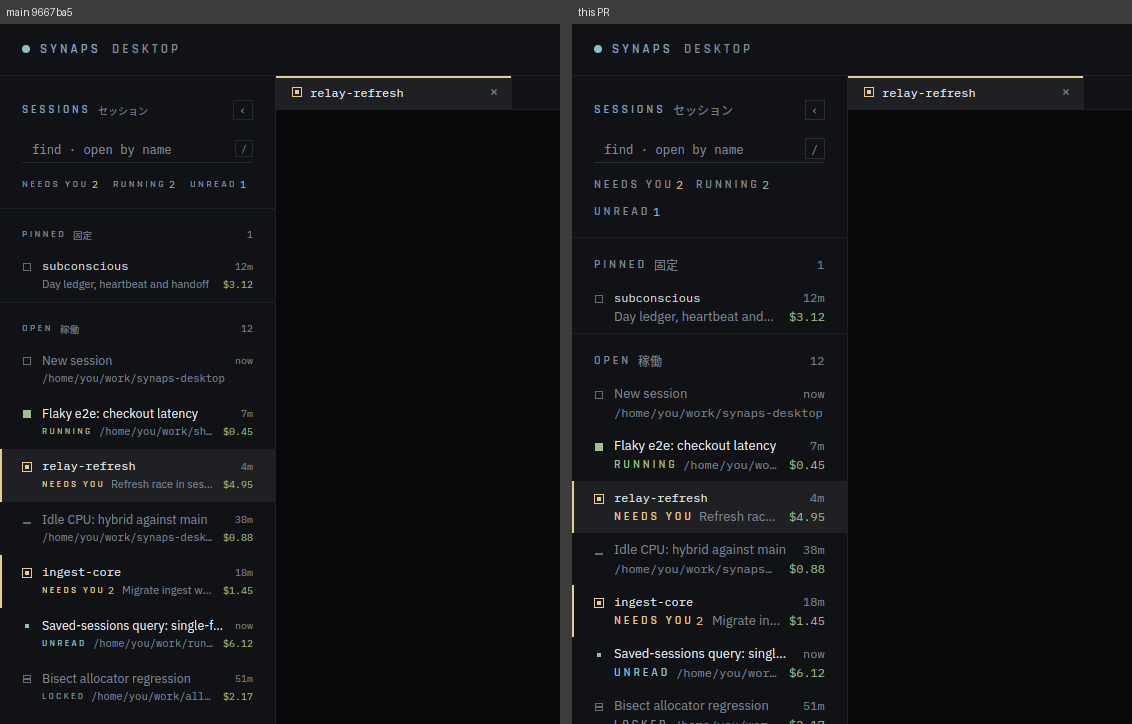 main 9667ba5
SYNAPS DESKTOP
relay-refresh ×
SESSIONS セッション ‹
find · open by name /
NEEDS YOU 2 RUNNING 2 UNREAD 1
PINNED 固定 1
subconscious 12m
Day ledger, heartbeat and handoff $3.12
OPEN 稼働 12
New session now
/home/you/work/synaps-desktop
Flaky e2e: checkout latency 7m
RUNNING /home/you/work/sh… $0.45
relay-refresh 4m
NEEDS YOU Refresh race in ses… $4.95
Idle CPU: hybrid against main 38m
/home/you/work/synaps-desk… $0.88
ingest-core 18m
NEEDS YOU 2 Migrate ingest w… $1.45
Saved-sessions query: single-f… now
UNREAD /home/you/work/run… $6.12
Bisect allocator regression 51m
LOCKED /home/you/work/all… $2.17
this PR
SYNAPS DESKTOP
relay-refresh ×
SESSIONS セッション ‹
find · open by name /
NEEDS YOU 2 RUNNING 2
UNREAD 1
PINNED 固定 1
subconscious 12m
Day ledger, heartbeat and… $3.12
OPEN 稼働 12
New session now
/home/you/work/synaps-desktop
Flaky e2e: checkout latency 7m
RUNNING /home/you/wo… $0.45
relay-refresh 4m
NEEDS YOU Refresh rac… $4.95
Idle CPU: hybrid against main 38m
/home/you/work/synaps… $0.88
ingest-core 18m
NEEDS YOU 2 Migrate in… $1.45
Saved-sessions query: singl… now
UNREAD /home/you/wor… $6.12
Bisect allocator regression 51m